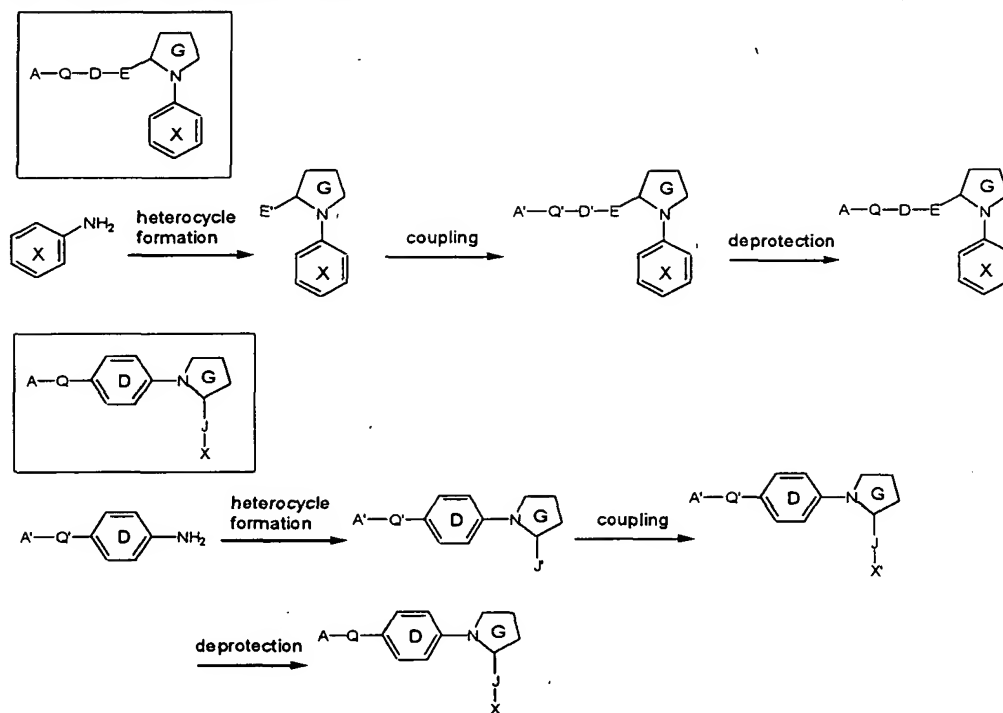 G
A—Q—D—E
N
X
NH2
X
heterocycle
formation
E'
G
N
X
coupling
A'—Q'—D'—E
G
N
X
deprotection
A—Q—D—E
G
N
X
A—Q
D
N
G
J
X
A'—Q'
D
NH2
heterocycle
formation
A'—Q'
D
N
G
J'
coupling
A'—Q'
D
N
G
J
X'
deprotection
A—Q
D
N
G
J
X